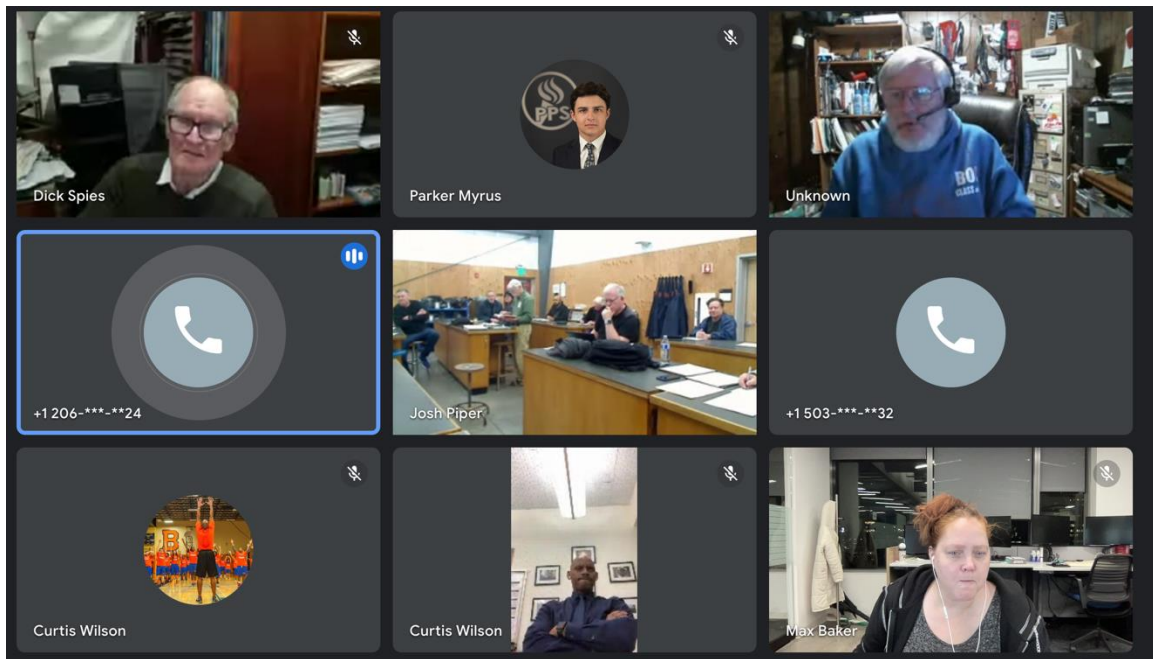 Dick Spies
PPS
Parker Myrus
BO
Unknown
+1 206-***-**24
Josh Piper
+1 503-***-**32
B
Curtis Wilson
Curtis Wilson
Max Baker